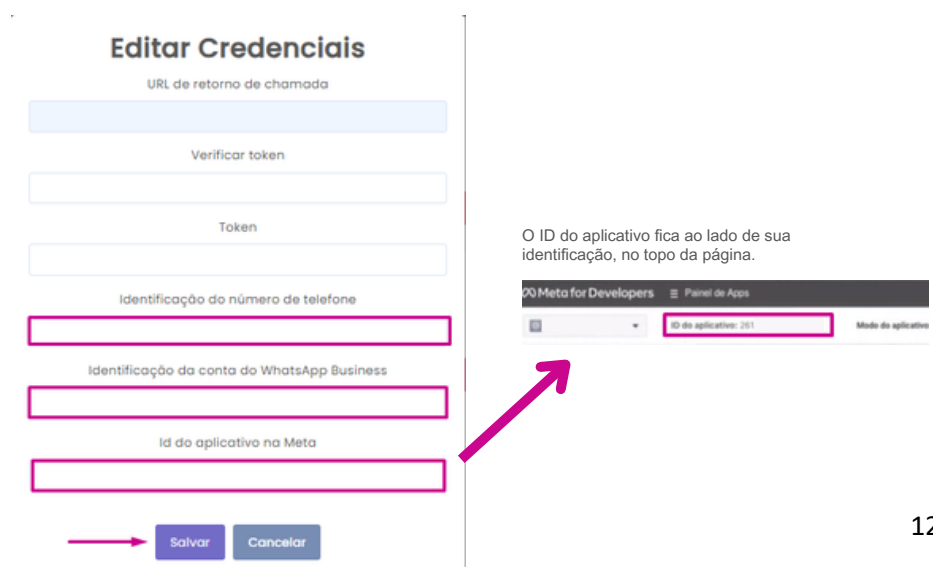 Editar Credenciais
URL de retorno de chamada
Verificar token
Token
Identificação do número de telefone
Identificação da conta do WhatsApp Business
Id do aplicativo na Meta
Salvar
Cancelar
O ID do aplicativo fica ao lado de sua
identificação, no topo da página.
Meta for Developers
Painel de Apps
ID do aplicativo: 261
Modo do aplicativo
12